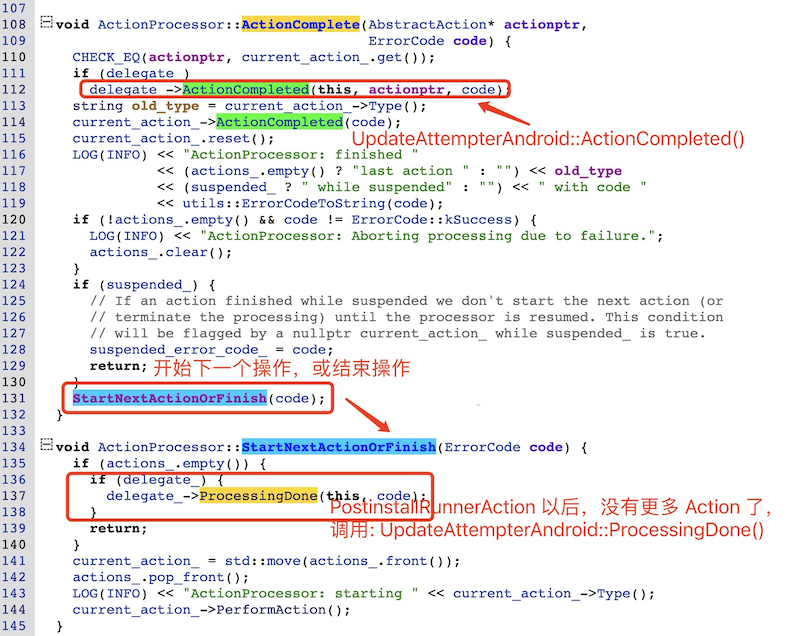 107
108 void ActionProcessor::ActionComplete(AbstractAction* actionptr,
109 ErrorCode code) {
110 CHECK_EQ(actionptr, current_action_.get());
111 if (delegate )
112 delegate ->ActionCompleted(this, actionptr, code);
113 string old_type = current_action_->Type();
114 current_action_->ActionCompleted(code);
115 current_action_.reset();
UpdateAttempterAndroid::ActionCompleted()
116 LOG(INFO) << "ActionProcessor: finished "
117 << (actions_.empty() ? "last action " : "") << old_type
118 << (suspended_ ? " while suspended" : "") << " with code "
119 << utils::ErrorCodeToString(code);
120 if (!actions_.empty() && code != ErrorCode::kSuccess) {
121 LOG(INFO) << "ActionProcessor: Aborting processing due to failure.";
122 actions_.clear();
123 }
124 if (suspended_) {
125 // If an action finished while suspended we don't start the next action (or
126 // terminate the processing) until the processor is resumed. This condition
127 // will be flagged by a nullptr current_action_ while suspended_ is true.
128 suspended_error_code_ = code;
129 return;
开始下一个操作，或结束操作
130 }
131 StartNextActionOrFinish(code);
132 }
133
134 void ActionProcessor::StartNextActionOrFinish(ErrorCode code) {
135 if (actions_.empty()) {
136 if (delegate_) {
137 delegate_->ProcessingDone(this, code);
138 }
PostinstallRunnerAction 以后，没有更多 Action 了，
调用: UpdateAttempterAndroid::ProcessingDone()
139 return;
140 }
141 current_action_ = std::move(actions_.front());
142 actions_.pop_front();
143 LOG(INFO) << "ActionProcessor: starting " << current_action_->Type();
144 current_action_->PerformAction();
145 }